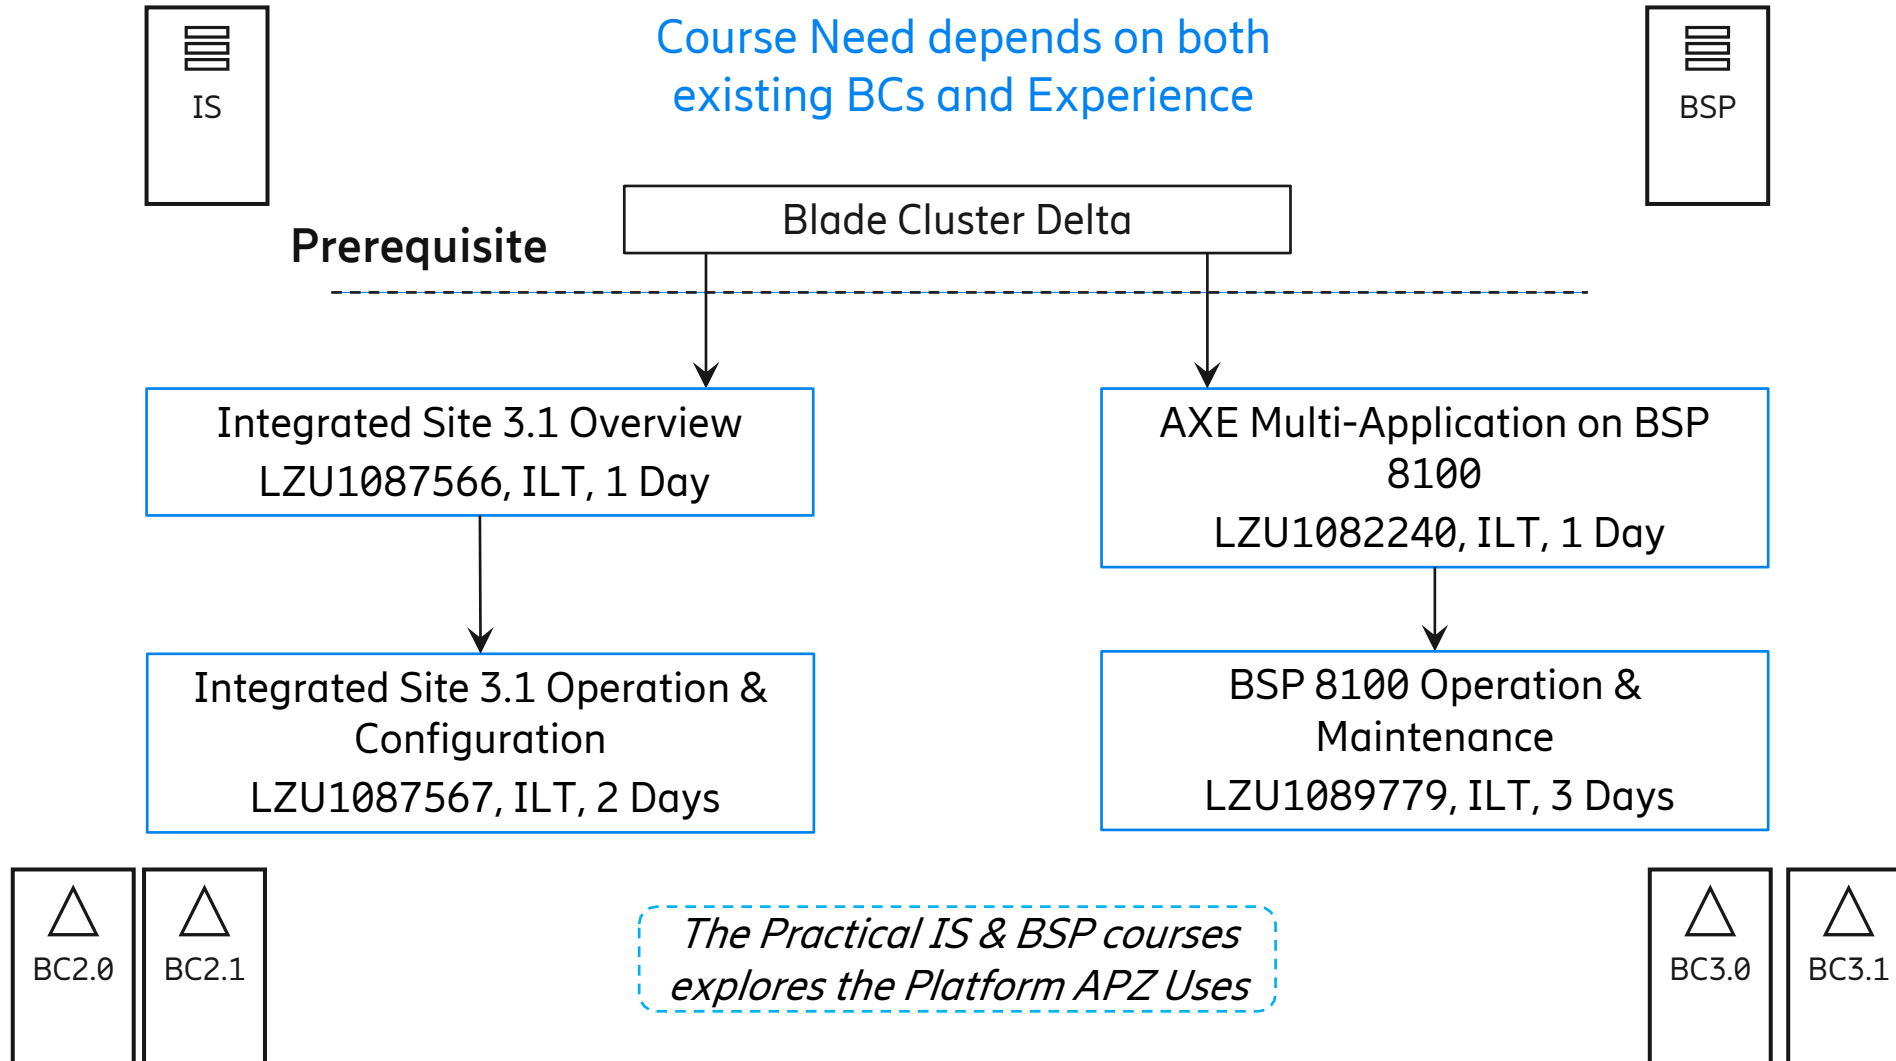 IS
Course Need depends on both
existing BCs and Experience
BSP
Blade Cluster Delta
Prerequisite
Integrated Site 3.1 Overview
LZU1087566, ILT, 1 Day
AXE Multi-Application on BSP
8100
LZU1082240, ILT, 1 Day
Integrated Site 3.1 Operation &
Configuration
LZU1087567, ILT, 2 Days
BSP 8100 Operation &
Maintenance
LZU1089779, ILT, 3 Days
BC2.0
BC2.1
The Practical IS & BSP courses
explores the Platform APZ Uses
BC3.0
BC3.1